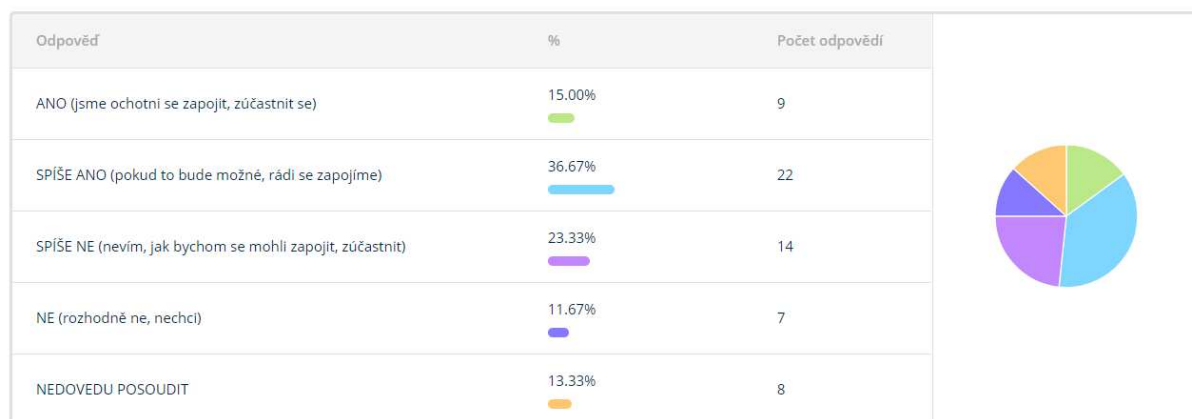 Odpověď % Počet odpovědí
ANO (jsme ochotni se zapojit, zúčastnit se) 15.00% 9
SPÍŠE ANO (pokud to bude možné, rádi se zapojíme) 36.67% 22
SPÍŠE NE (nevím, jak bychom se mohli zapojit, zúčastnit) 23.33% 14
NE (rozhodně ne, nechci) 11.67% 7
NEDOVEDU POSOUDIT 13.33% 8